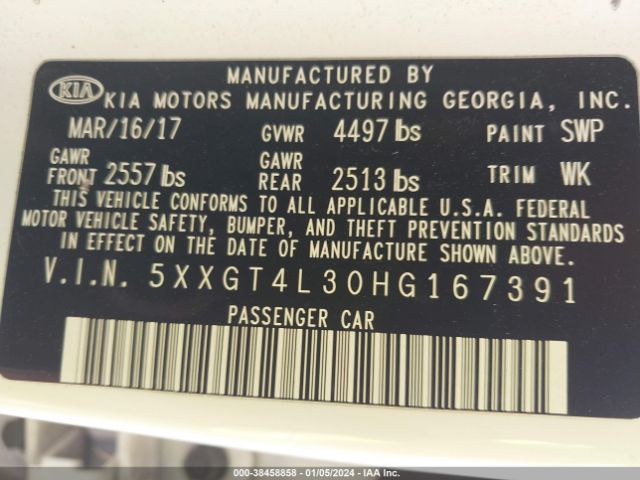 MANUFACTURED BY
KIA KIA MOTORS MANUFACTURING GEORGIA, INC.
MAR/16/17 GVWR 4497 lbs PAINT SWP
GAWR FRONT 2557 lbs GAWR REAR 2513 lbs TRIM WK
THIS VEHICLE CONFORMS TO ALL APPLICABLE U.S.A. FEDERAL
MOTOR VEHICLE SAFETY, BUMPER, AND THEFT PREVENTION STANDARDS
IN EFFECT ON THE DATE OF MANUFACTURE SHOWN ABOVE.
V.I.N. 5XXGT4L30HG167391
PASSENGER CAR
000-38458858 - 01/05/2024 - IAA Inc.